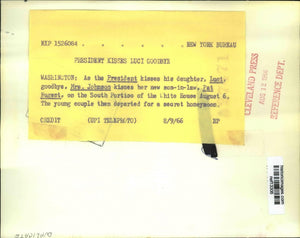 NXP 1526084 . . . . . . . . . . NEW YORK BUREAU
PRESIDENT KISSES LUCI GOODBYE
WASHINGTON: As the President kisses his daughter, Luci,
goodbye, Mrs. Johnson kisses her new son-in-law, Pat
Nugent, on the South Portico of the White House August 6.
The young couple then departed for a secret honeymoon.
CREDIT (UPI TELEPHOTO) 8/9/66 BP
CLEVELAND PRESS
AUG 12 1966
REFERENCE DEPT.